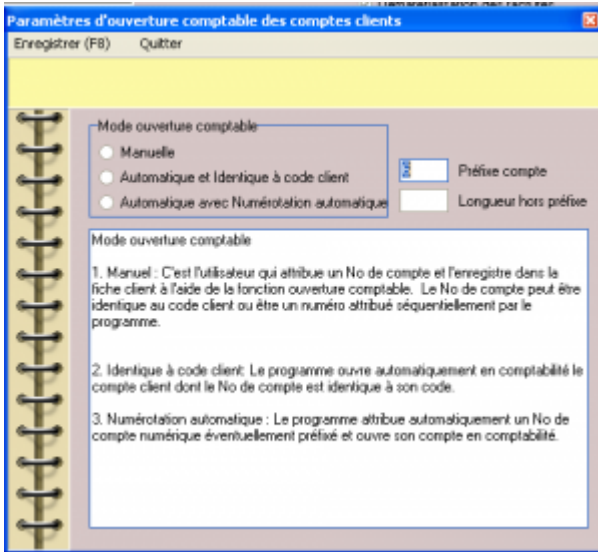 Paramètres d'ouverture comptable des comptes clients
Enregistrer (F8) Quitter
Mode ouverture comptable
Manuelle
Automatique et Identique à code client
Préfixe compte
Automatique avec Numérotation automatique
Longueur hors préfixe
Mode ouverture comptable
1. Manuel : C'est l'utilisateur qui attribue un No de compte et l'enregistre dans la
fiche client à l'aide de la fonction ouverture comptable. Le No de compte peut être
identique au code client ou être un numéro attribué séquentiellement par le
programme.
2. Identique à code client: Le programme ouvre automatiquement en comptabilité le
compte client dont le No de compte est identique à son code.
3. Numérotation automatique : Le programme attribue automatiquement un No de
compte numérique éventuellement préfixé et ouvre son compte en comptabilité.